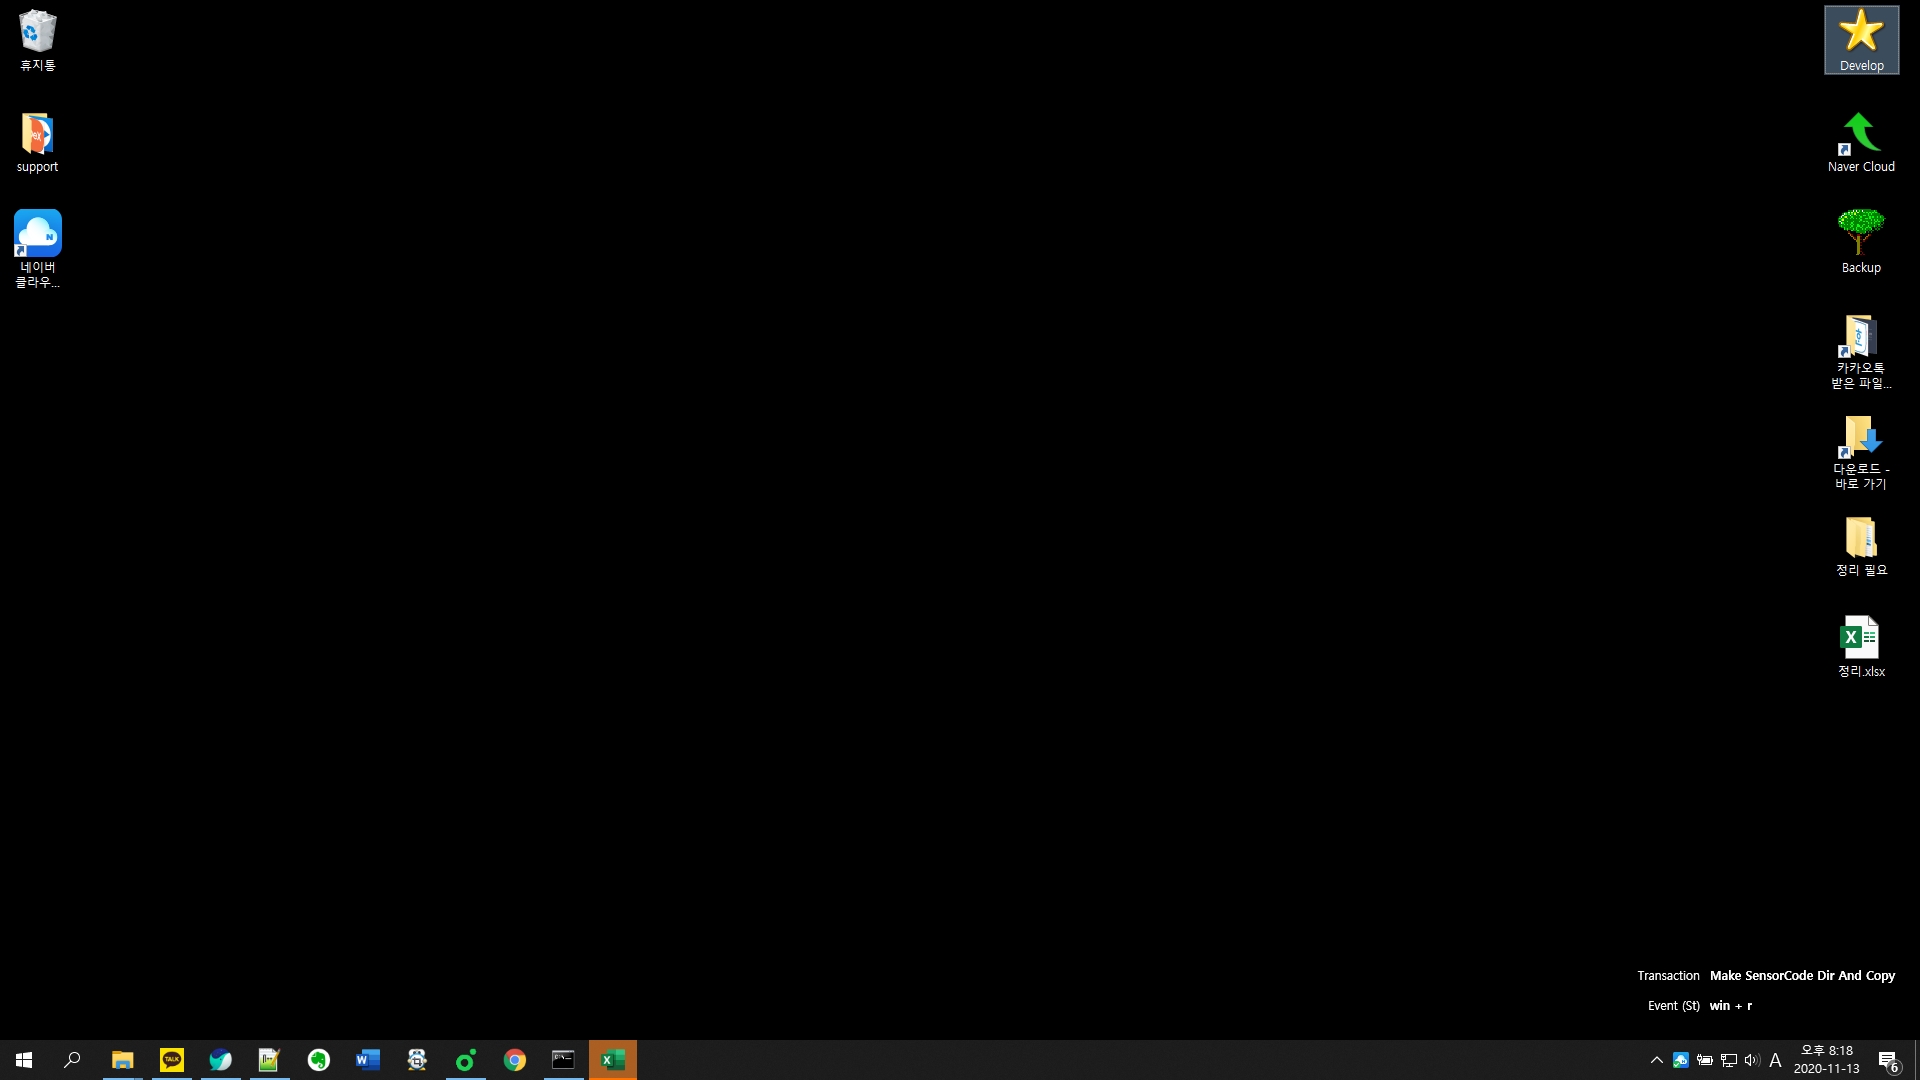 휴지통
support
네이버
클라우...
Develop
Naver Cloud
Backup
카카오톡
받은 파일...
다운로드 -
바로 가기
정리 필요
정리.xlsx
Transaction Make SensorCode Dir And Copy
Event (St) win + r
TALK
A
오후 8:18
2020-11-13
6